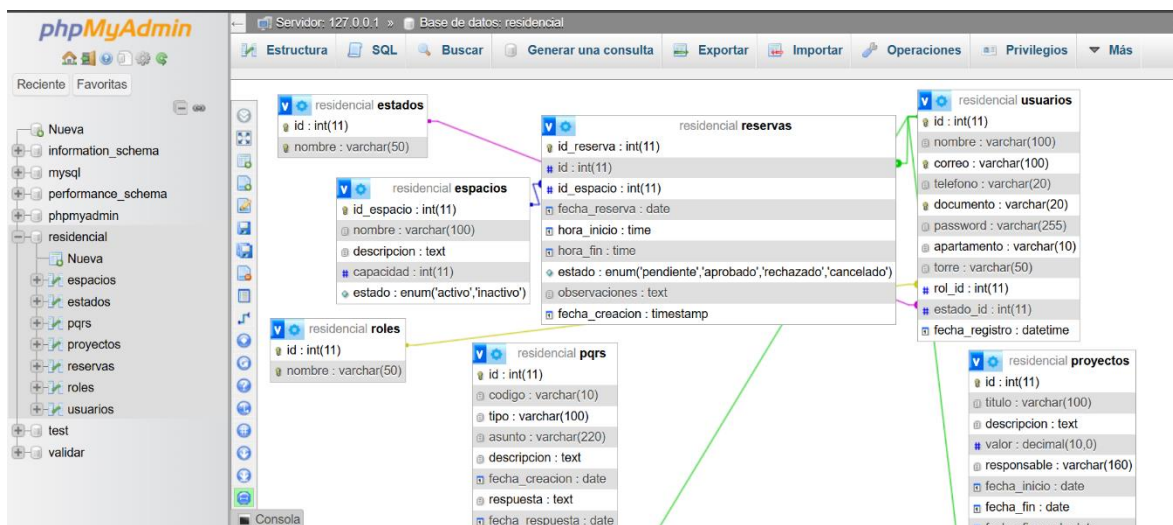 phpMyAdmin
Reciente Favoritas
Nueva
information_schema
mysql
performance_schema
phpmyadmin
residencial
Nueva
espacios
estados
pqrs
proyectos
reservas
roles
usuarios
test
validar
Servidor: 127.0.0.1 » Base de datos: residencial
Estructura SQL Buscar Generar una consulta Exportar Importar Operaciones Privilegios Más
residencial estados
id : int(11)
nombre : varchar(50)
residencial espacios
id_espacio : int(11)
nombre : varchar(100)
descripcion : text
capacidad : int(11)
estado : enum('activo','inactivo')
residencial roles
id : int(11)
nombre : varchar(50)
residencial reservas
id_reserva : int(11)
id : int(11)
id_espacio : int(11)
fecha_reserva : date
hora_inicio : time
hora_fin : time
estado : enum('pendiente','aprobado','rechazado','cancelado')
observaciones : text
fecha_creacion : timestamp
residencial pqrs
id : int(11)
codigo : varchar(10)
tipo : varchar(100)
asunto : varchar(220)
descripcion : text
fecha_creacion : date
respuesta : text
fecha_respuesta : date
residencial usuarios
id : int(11)
nombre : varchar(100)
correo : varchar(100)
telefono : varchar(20)
documento : varchar(20)
password : varchar(255)
apartamento : varchar(10)
torre : varchar(50)
rol_id : int(11)
estado_id : int(11)
fecha_registro : datetime
residencial proyectos
id : int(11)
titulo : varchar(100)
descripcion : text
valor : decimal(10,0)
responsable : varchar(160)
fecha_inicio : date
fecha_fin : date
Consola